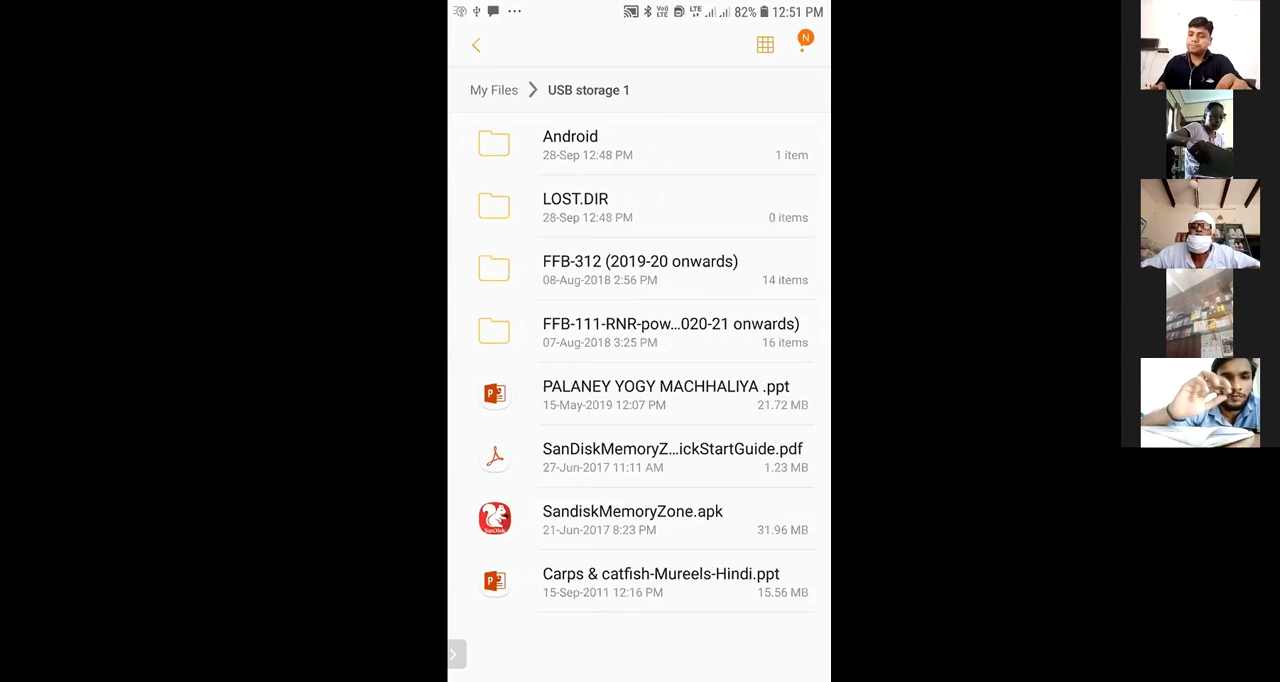 82% 12:51 PM
N
My Files > USB storage 1
Android
28-Sep 12:48 PM 1 item
LOST.DIR
28-Sep 12:48 PM 0 items
FFB-312 (2019-20 onwards)
08-Aug-2018 2:56 PM 14 items
FFB-111-RNR-pow...020-21 onwards)
07-Aug-2018 3:25 PM 16 items
PALANEY YOGY MACHHALIYA .ppt
15-May-2019 12:07 PM 21.72 MB
SanDiskMemoryZ...ickStartGuide.pdf
27-Jun-2017 11:11 AM 1.23 MB
SandiskMemoryZone.apk
21-Jun-2017 8:23 PM 31.96 MB
Carps & catfish-Mureels-Hindi.ppt
15-Sep-2011 12:16 PM 15.56 MB